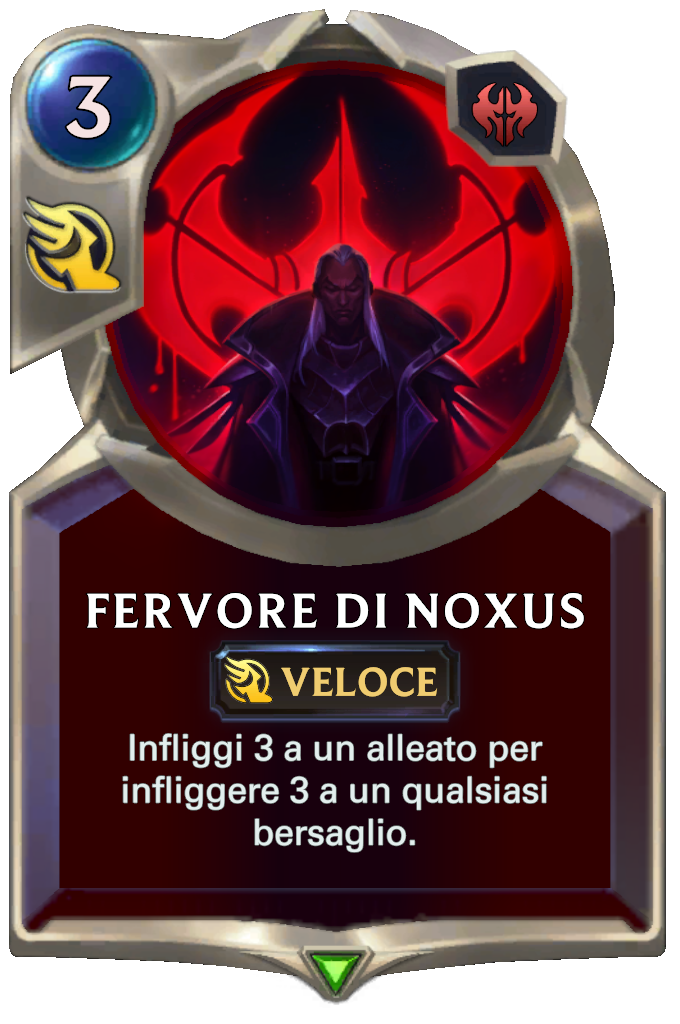 3
FERVORE DI NOXUS
VELOCE
Infliggi 3 a un alleato per
infliggere 3 a un qualsiasi
bersaglio.